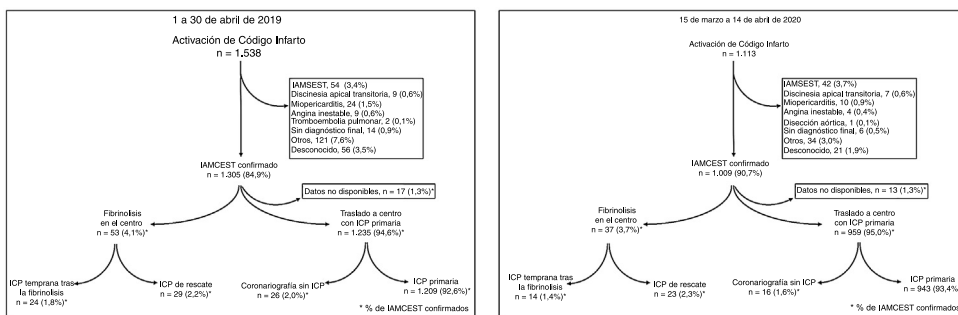 1 a 30 de abril de 2019
Activación de Código Infarto
n = 1.538
IAMSEST, 54 (3,4%)
Discinesia apical transitoria, 9 (0,6%)
Miopericarditis, 24 (1,5%)
Angina inestable, 9 (0,6%)
Tromboembolia pulmonar, 2 (0,1%)
Sin diagnóstico final, 14 (0,9%)
Otros, 121 (7,6%)
Desconocido, 56 (3,5%)
IAMCEST confirmado
n = 1.305 (84,9%)
Datos no disponibles, n = 17 (1,3%)*
Fibrinolisis
en el centro
n = 53 (4,1%)*
Traslado a centro
con ICP primaria
n = 1.235 (94,6%)*
ICP temprana tras
la fibrinolisis
n = 24 (1,8%)*
ICP de rescate
n = 29 (2,2%)*
Coronariografía sin ICP
n = 26 (2,0%)*
ICP primaria
n = 1.209 (92,6%)*
* % de IAMCEST confirmados
15 de marzo a 14 de abril de 2020
Activación de Código Infarto
n = 1.113
IAMSEST, 42 (3,7%)
Discinesia apical transitoria, 7 (0,6%)
Miopericarditis, 10 (0,9%)
Angina inestable, 4 (0,4%)
Disección aórtica, 1 (0,1%)
Sin diagnóstico final, 6 (0,5%)
Otros, 34 (3,0%)
Desconocido, 21 (1,9%)
IAMCEST confirmado
n = 1.009 (90,7%)
Datos no disponibles, n = 13 (1,3%)*
Fibrinolisis
en el centro
n = 37 (3,7%)*
Traslado a centro
con ICP primaria
n = 959 (95,0%)*
ICP temprana tras
la fibrinolisis
n = 14 (1,4%)*
ICP de rescate
n = 23 (2,3%)*
Coronariografía sin ICP
n = 16 (1,6%)*
ICP primaria
n = 943 (93,4%)*
* % de IAMCEST confirmados